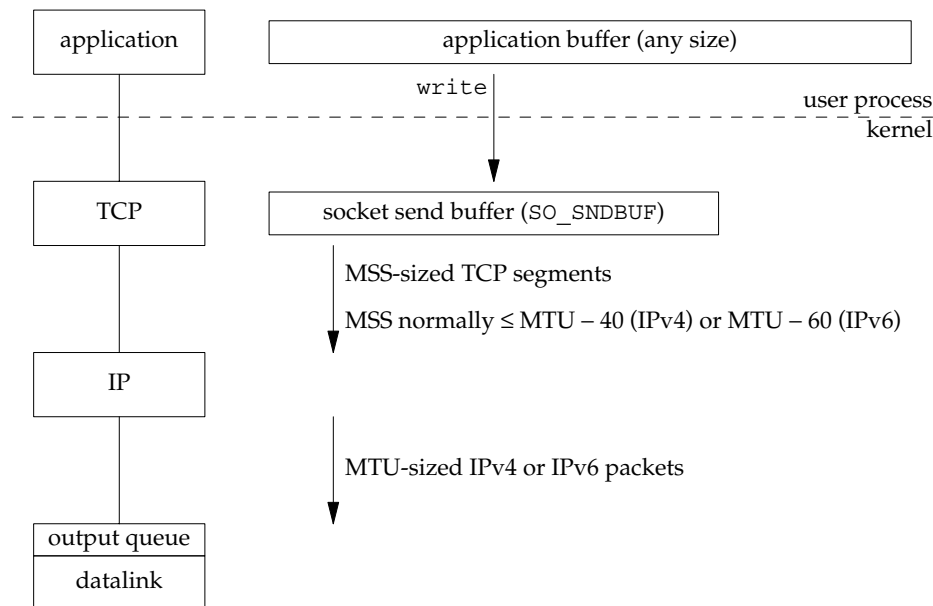 application
application buffer (any size)
write
user process
kernel
TCP
socket send buffer (SO_SNDBUF)
MSS-sized TCP segments
MSS normally ≤ MTU – 40 (IPv4) or MTU – 60 (IPv6)
IP
MTU-sized IPv4 or IPv6 packets
output queue
datalink